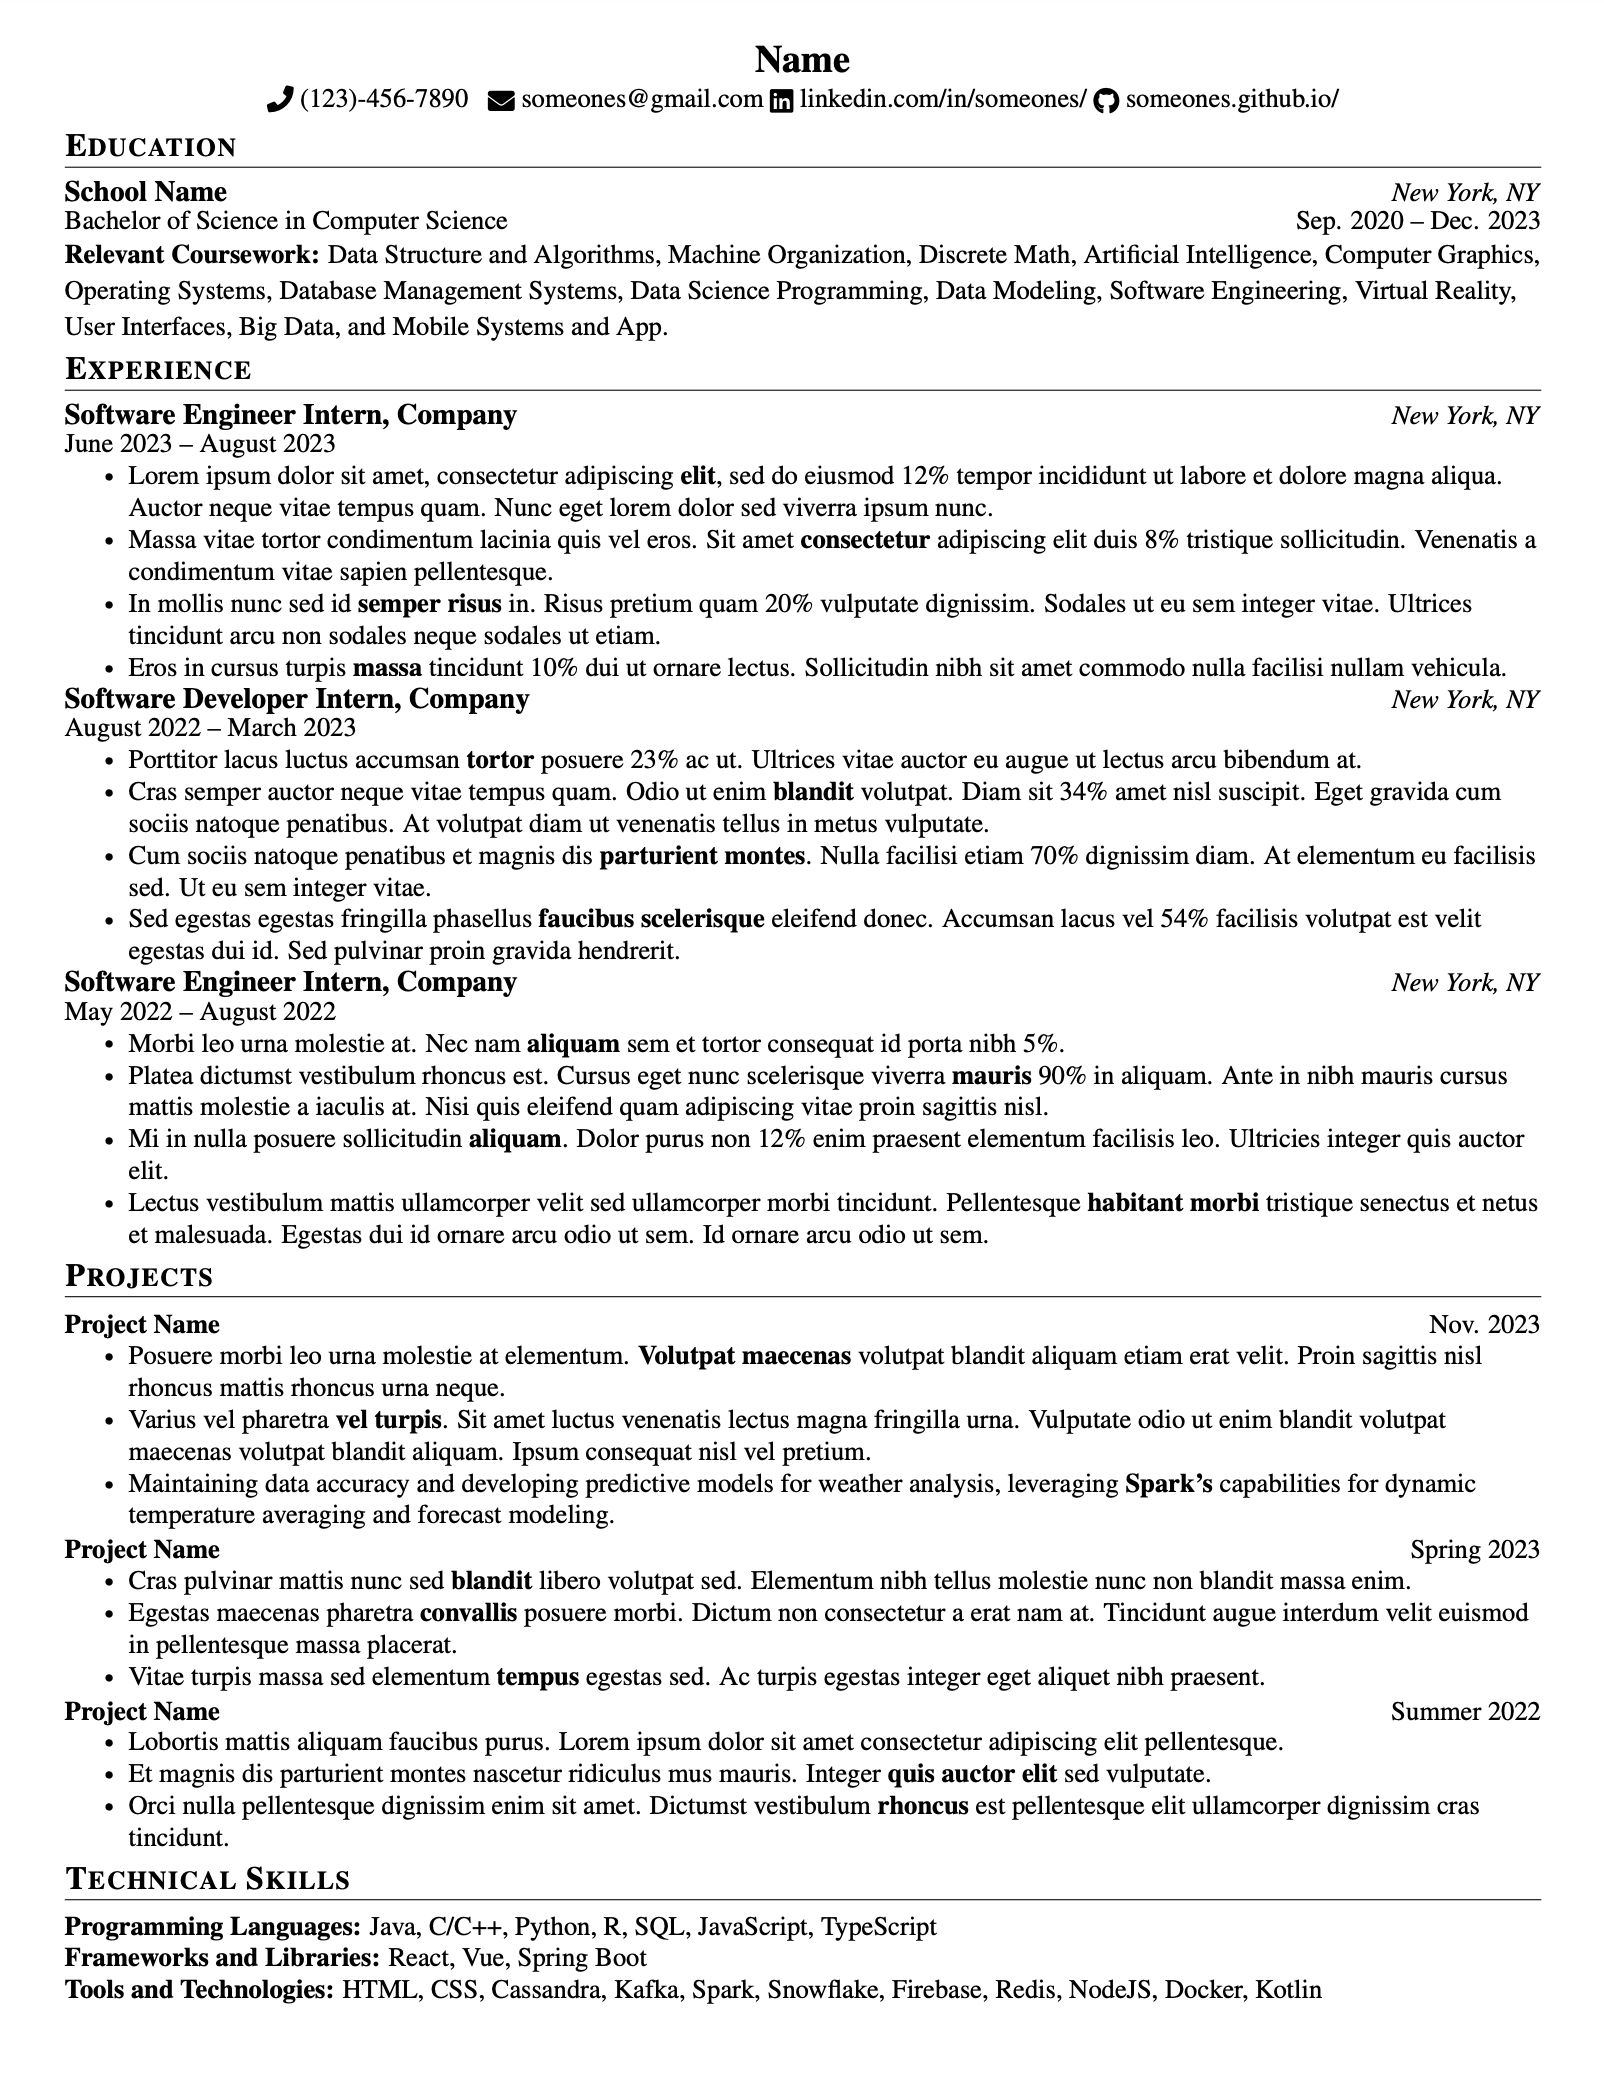 Name
(123)-456-7890 someones@gmail.com linkedin.com/in/someones/ someones.github.io/
EDUCATION
School Name New York, NY
Bachelor of Science in Computer Science Sep. 2020 – Dec. 2023
Relevant Coursework: Data Structure and Algorithms, Machine Organization, Discrete Math, Artificial Intelligence, Computer Graphics,
Operating Systems, Database Management Systems, Data Science Programming, Data Modeling, Software Engineering, Virtual Reality,
User Interfaces, Big Data, and Mobile Systems and App.
EXPERIENCE
Software Engineer Intern, Company New York, NY
June 2023 – August 2023
• Lorem ipsum dolor sit amet, consectetur adipiscing elit, sed do eiusmod 12% tempor incididunt ut labore et dolore magna aliqua.
Auctor neque vitae tempus quam. Nunc eget lorem dolor sed viverra ipsum nunc.
• Massa vitae tortor condimentum lacinia quis vel eros. Sit amet consectetur adipiscing elit duis 8% tristique sollicitudin. Venenatis a
condimentum vitae sapien pellentesque.
• In mollis nunc sed id semper risus in. Risus pretium quam 20% vulputate dignissim. Sodales ut eu sem integer vitae. Ultrices
tincidunt arcu non sodales neque sodales ut etiam.
• Eros in cursus turpis massa tincidunt 10% dui ut ornare lectus. Sollicitudin nibh sit amet commodo nulla facilisi nullam vehicula.
Software Developer Intern, Company New York, NY
August 2022 – March 2023
• Porttitor lacus luctus accumsan tortor posuere 23% ac ut. Ultrices vitae auctor eu augue ut lectus arcu bibendum at.
• Cras semper auctor neque vitae tempus quam. Odio ut enim blandit volutpat. Diam sit 34% amet nisl suscipit. Eget gravida cum
sociis natoque penatibus. At volutpat diam ut venenatis tellus in metus vulputate.
• Cum sociis natoque penatibus et magnis dis parturient montes. Nulla facilisi etiam 70% dignissim diam. At elementum eu facilisis
sed. Ut eu sem integer vitae.
• Sed egestas egestas fringilla phasellus faucibus scelerisque eleifend donec. Accumsan lacus vel 54% facilisis volutpat est velit
egestas dui id. Sed pulvinar proin gravida hendrerit.
Software Engineer Intern, Company New York, NY
May 2022 – August 2022
• Morbi leo urna molestie at. Nec nam aliquam sem et tortor consequat id porta nibh 5%.
• Platea dictumst vestibulum rhoncus est. Cursus eget nunc scelerisque viverra mauris 90% in aliquam. Ante in nibh mauris cursus
mattis molestie a iaculis at. Nisi quis eleifend quam adipiscing vitae proin sagittis nisl.
• Mi in nulla posuere sollicitudin aliquam. Dolor purus non 12% enim praesent elementum facilisis leo. Ultricies integer quis auctor
elit.
• Lectus vestibulum mattis ullamcorper velit sed ullamcorper morbi tincidunt. Pellentesque habitant morbi tristique senectus et netus
et malesuada. Egestas dui id ornare arcu odio ut sem. Id ornare arcu odio ut sem.
PROJECTS
Project Name Nov. 2023
• Posuere morbi leo urna molestie at elementum. Volutpat maecenas volutpat blandit aliquam etiam erat velit. Proin sagittis nisl
rhoncus mattis rhoncus urna neque.
• Varius vel pharetra vel turpis. Sit amet luctus venenatis lectus magna fringilla urna. Vulputate odio ut enim blandit volutpat
maecenas volutpat blandit aliquam. Ipsum consequat nisl vel pretium.
• Maintaining data accuracy and developing predictive models for weather analysis, leveraging Spark’s capabilities for dynamic
temperature averaging and forecast modeling.
Project Name Spring 2023
• Cras pulvinar mattis nunc sed blandit libero volutpat sed. Elementum nibh tellus molestie nunc non blandit massa enim.
• Egestas maecenas pharetra convallis posuere morbi. Dictum non consectetur a erat nam at. Tincidunt augue interdum velit euismod
in pellentesque massa placerat.
• Vitae turpis massa sed elementum tempus egestas sed. Ac turpis egestas integer eget aliquet nibh praesent.
Project Name Summer 2022
• Lobortis mattis aliquam faucibus purus. Lorem ipsum dolor sit amet consectetur adipiscing elit pellentesque.
• Et magnis dis parturient montes nascetur ridiculus mus mauris. Integer quis auctor elit sed vulputate.
• Orci nulla pellentesque dignissim enim sit amet. Dictumst vestibulum rhoncus est pellentesque elit ullamcorper dignissim cras
tincidunt.
TECHNICAL SKILLS
Programming Languages: Java, C/C++, Python, R, SQL, JavaScript, TypeScript
Frameworks and Libraries: React, Vue, Spring Boot
Tools and Technologies: HTML, CSS, Cassandra, Kafka, Spark, Snowflake, Firebase, Redis, NodeJS, Docker, Kotlin